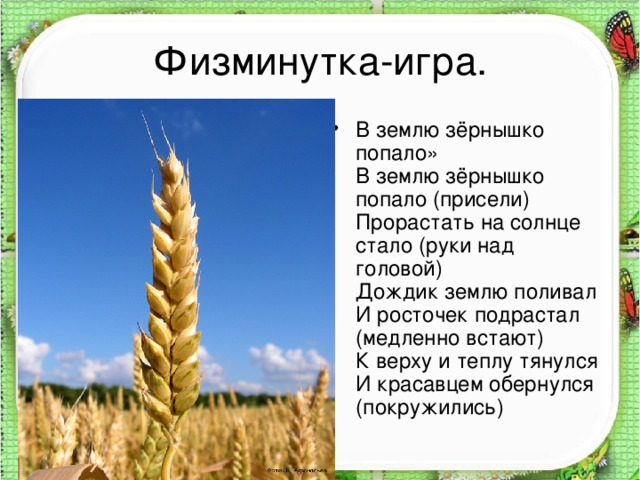 Физминутка-игра.
• В землю зёрнышко
попало»
В землю зёрнышко
попало (присели)
Прорастать на солнце
стало (руки над
головой)
Дождик землю поливал
И росточек подрастал
(медленно встают)
К верху и теплу тянулся
И красавцем обернулся
(покружились)